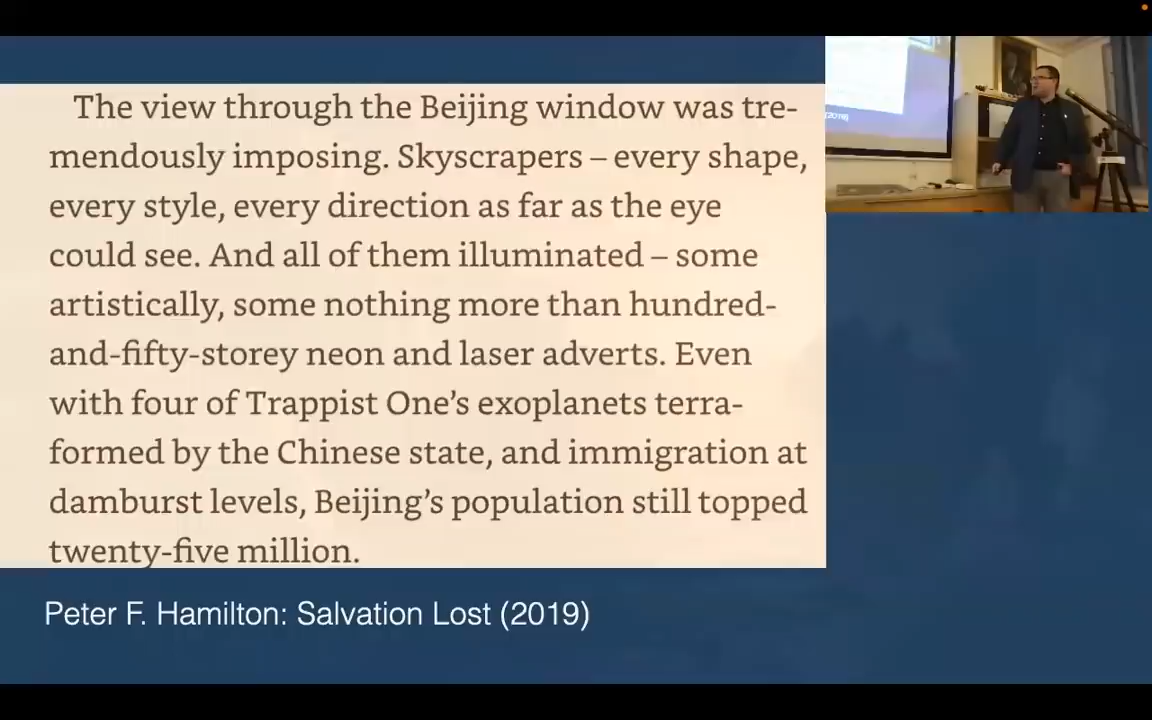 The view through the Beijing window was tre-
mendously imposing. Skyscrapers – every shape,
every style, every direction as far as the eye
could see. And all of them illuminated – some
artistically, some nothing more than hundred-
and-fifty-storey neon and laser adverts. Even
with four of Trappist One’s exoplanets terra-
formed by the Chinese state, and immigration at
damburst levels, Beijing’s population still topped
twenty-five million.
Peter F. Hamilton: Salvation Lost (2019)
(2019)